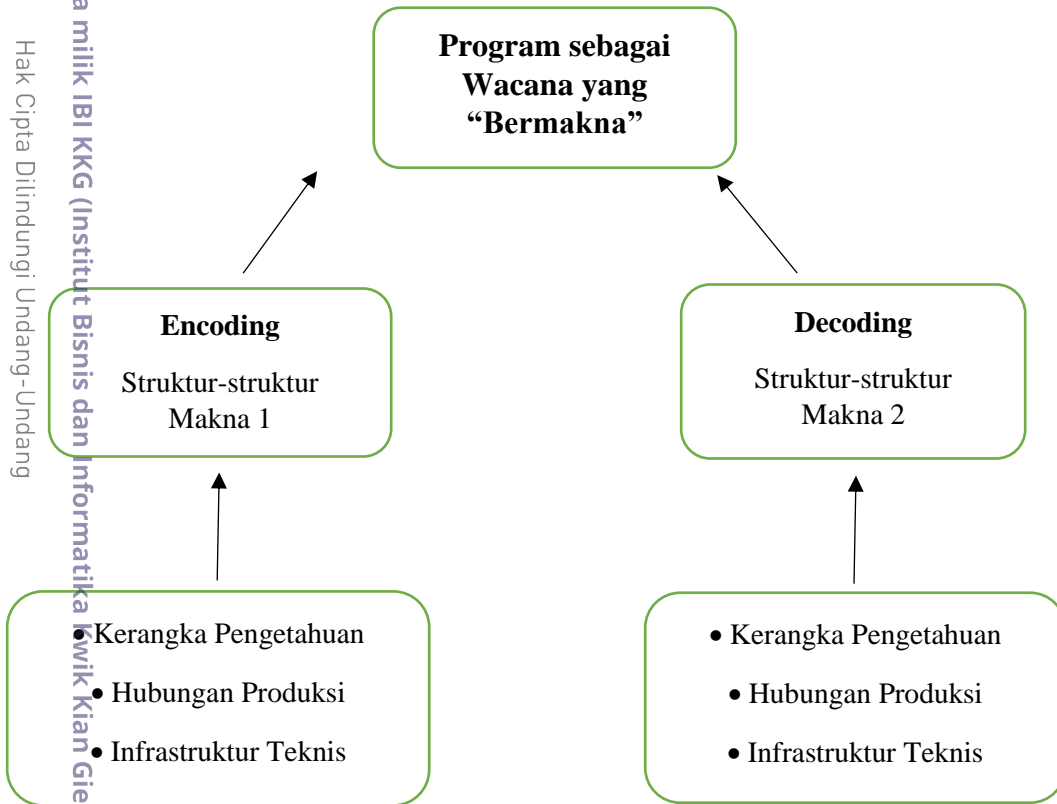 Program sebagai
Wacana yang
“Bermakna”
Encoding
Struktur-struktur
Makna 1
Decoding
Struktur-struktur
Makna 2
• Kerangka Pengetahuan
• Hubungan Produksi
• Infrastruktur Teknis
• Kerangka Pengetahuan
• Hubungan Produksi
• Infrastruktur Teknis
Hak Cipta Dilindungi Undang-Undang
milik IBI KKG (Institut Bisnis dan Informatika Kwik Kian Gie